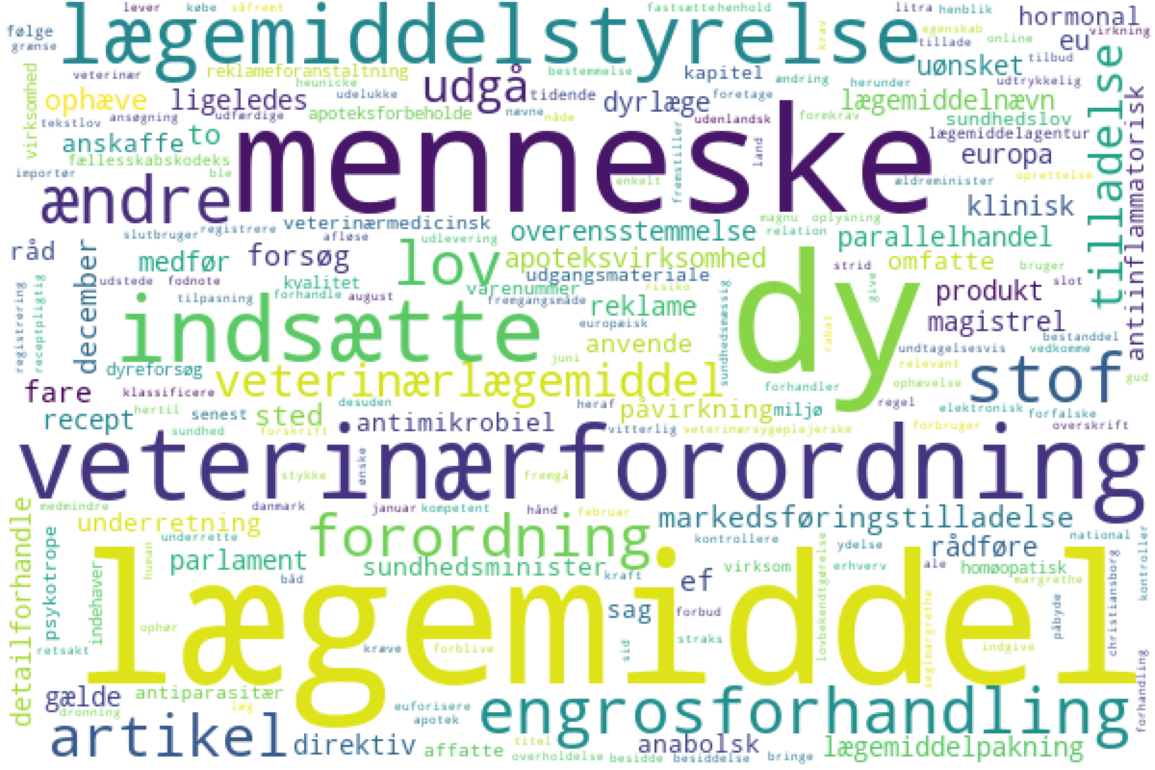 lever købe såfremt fastsætte henhold litra henblik hormonal virkning
følge grænse lægemiddelstyrelse krav egenskab online eu
tillade tilbud
veterinær reklameforanstaltning bestemmelse kapitel andring uønsket
heunicke herunder udtrykkelig
virksomhed ophæve ligeledes udelukke udgå tidende dyrlæge foretage lægemiddelnævn
tekstlov ansøgning udfærdige apoteksforbeholde nævne nåde udenlandsk formkrav sundhedslov
anskaffe to menneske land lægemiddelagentur
fællesskabskodeks europa
importør ble enkelt fremstiller ældreminister oprettelse
ændre klinisk tilladelse antiinflammatorisk
veterinærmedicinsk magnu oplysning
slutbruger registrere afløse udlevering overensstemmelse relation parallelhandel
råd december medfør forsøg lov apoteksvirksomhed dy strid omfatte bruger
udstede fodnote kvalitet udgangsmateriale risiko give slot
registrering receptpligtig tilpasning forhandle august varenummer fremgangsmåde reklame sundhedsmæssig produkt
indsætte europæisk rabat magistrel
anvende undtagelsesvis bestanddel vedkomme
dyreforsøg juni relevant
fare klassificere veterinærlægemiddel forhandler ophævelse stof gud
recept hertil senest sted desuden heraf påvirkning miljø regel elektronisk forfalske
sundhed forskrift antimikrobiel vitterlig veterinærsygeplejerske forbruger overskrift
veterinærforordning
stykke ønske fremgå
medmindre danmark januar kompetent hånd februar
detailforhandle psykotrope underretning forordning markedsføringstilladelse
underrette kontrollere ydelse rådføre national
parlament sundhedsminister ef virksom erhverv ale homøopatisk
human båd kraft margrethe kontroller
indehaver lægemiddel sag forbud påbyde christiansborg
ophør straks lovbekendtgørelse
retsakt kræve forblive sid seglmargrethe indgive forhandling
gælde antiparasitær
dronning løg euforisere apotek engrosforhandling
artikel direktiv affatte titel anabolsk lægemiddelpakning
overholdelse besidde besiddelse bringe